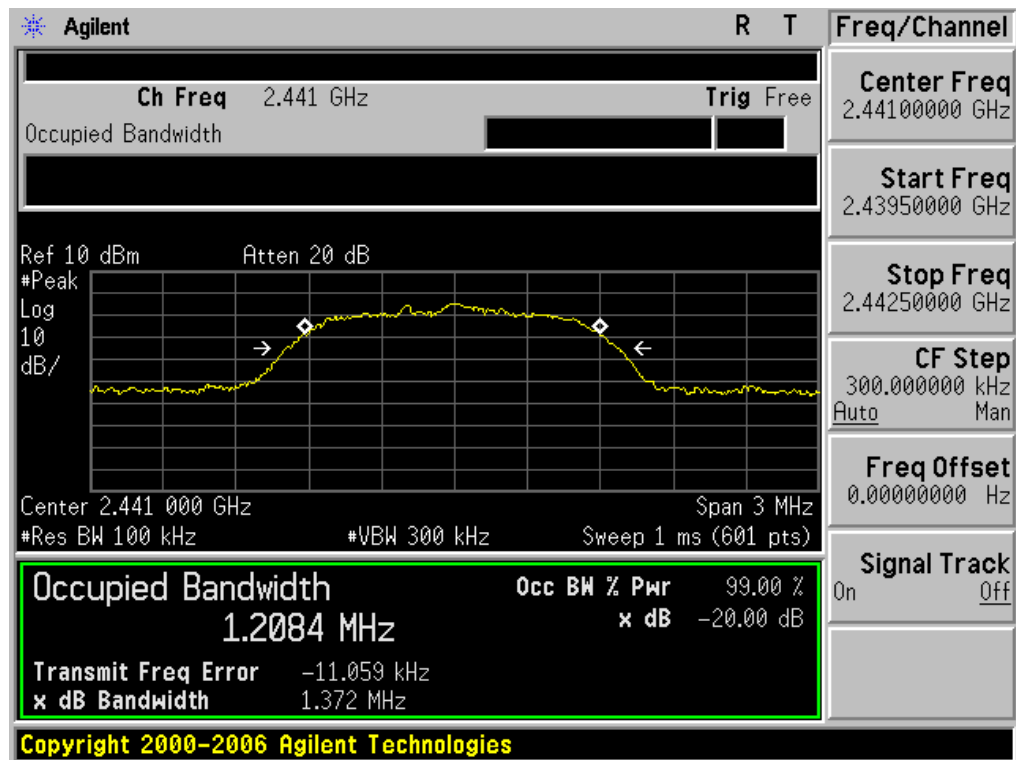 Agilent R T Freq/Channel
Ch Freq 2.441 GHz Trig Free
Occupied Bandwidth
Center Freq
2.44100000 GHz
Start Freq
2.43950000 GHz
Stop Freq
2.44250000 GHz
CF Step
300.000000 kHz
Auto Man
Freq Offset
0.00000000 Hz
Signal Track
On Off
Ref 10 dBm Atten 20 dB
#Peak
Log
10
dB/
Center 2.441 000 GHz Span 3 MHz
#Res BW 100 kHz #VBW 300 kHz Sweep 1 ms (601 pts)
Occupied Bandwidth Occ BW % Pwr 99.00 %
1.2084 MHz x dB -20.00 dB
Transmit Freq Error -11.059 kHz
x dB Bandwidth 1.372 MHz
Copyright 2000-2006 Agilent Technologies